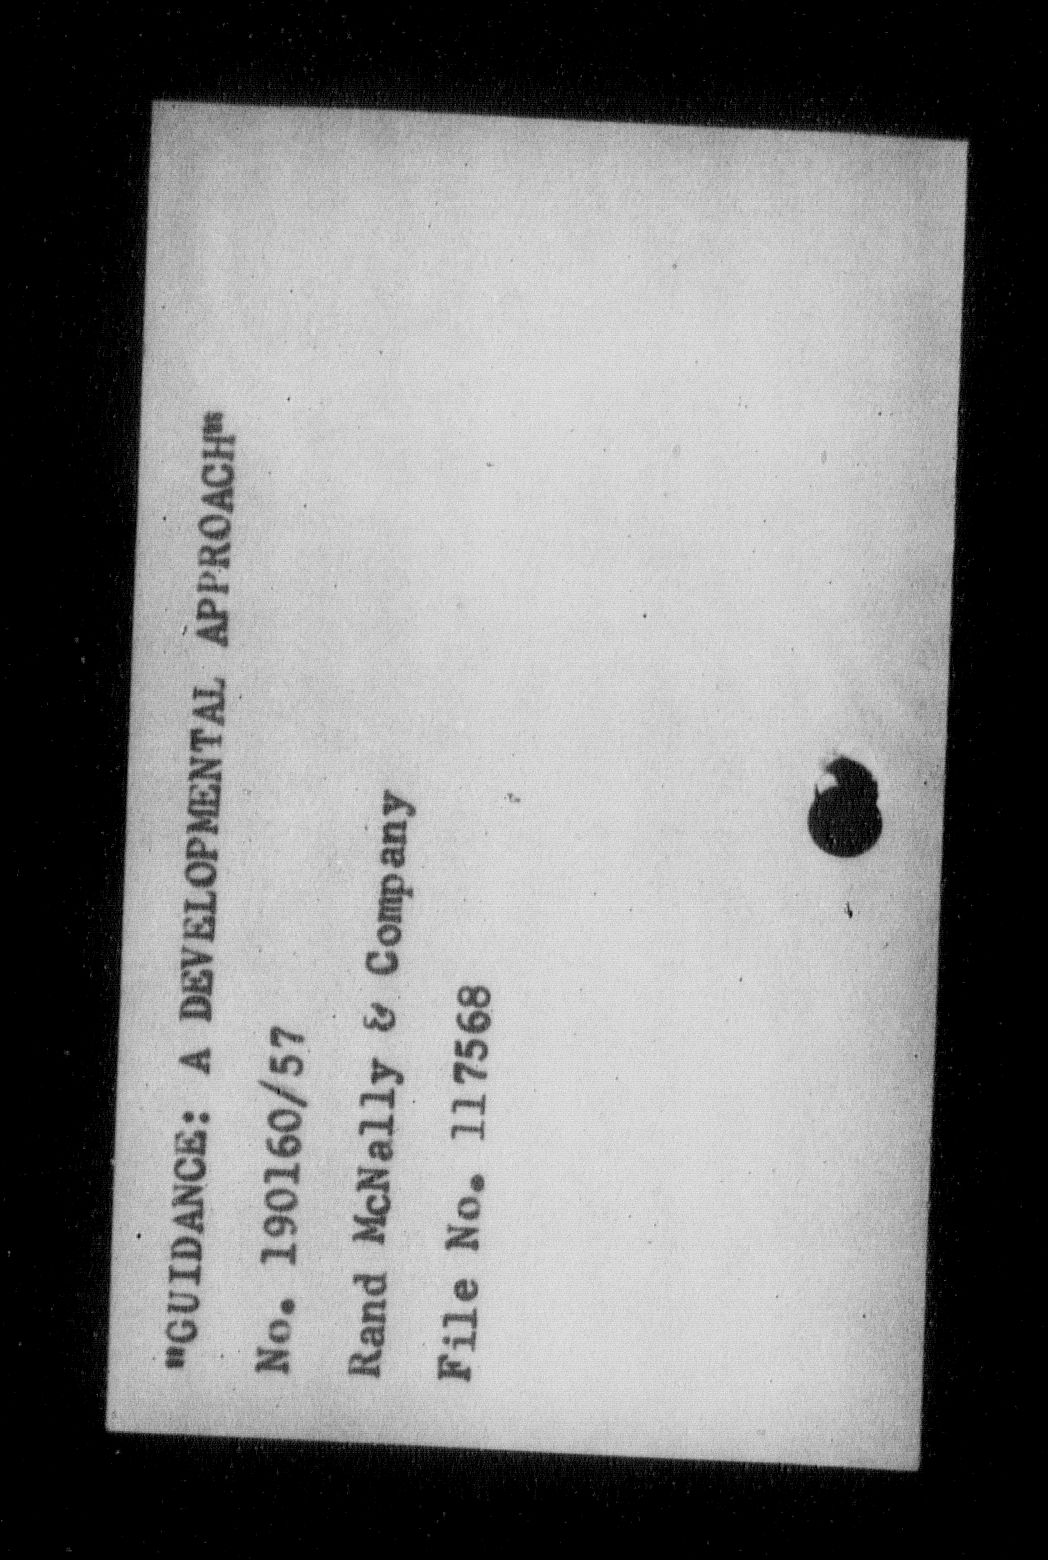 "GUIDANCE: A DEVELOPMENTAL APPROACH"
No. 190160/57
Rand McNally & Company
File No. 117568